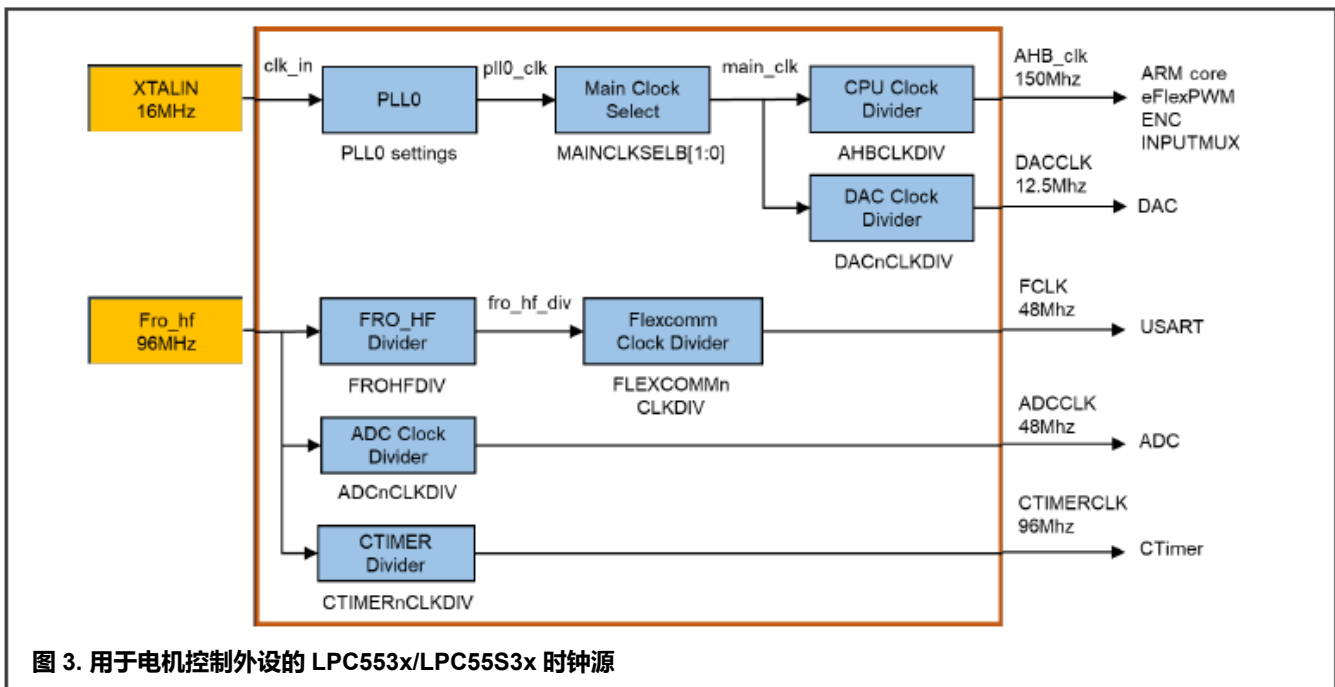 XTALIN
16MHz
clk_in
PLL0
PLL0 settings
pll0_clk
Main Clock
Select
MAINCLKSELB[1:0]
main_clk
CPU Clock
Divider
AHBCLKDIV
AHB_clk
150Mhz
ARM core
eFlexPWM
ENC
INPUTMUX
DAC Clock
Divider
DACnCLKDIV
DACCLK
12.5Mhz
DAC
Fro_hf
96MHz
FRO_HF
Divider
FROHFDIV
fro_hf_div
Flexcomm
Clock Divider
FLEXCOMMn
CLKDIV
FCLK
48Mhz
USART
ADC Clock
Divider
ADCnCLKDIV
ADCCLK
48Mhz
ADC
CTIMER
Divider
CTIMERnCLKDIV
CTIMERCLK
96Mhz
CTimer
图 3. 用于电机控制外设的 LPC553x/LPC55S3x 时钟源